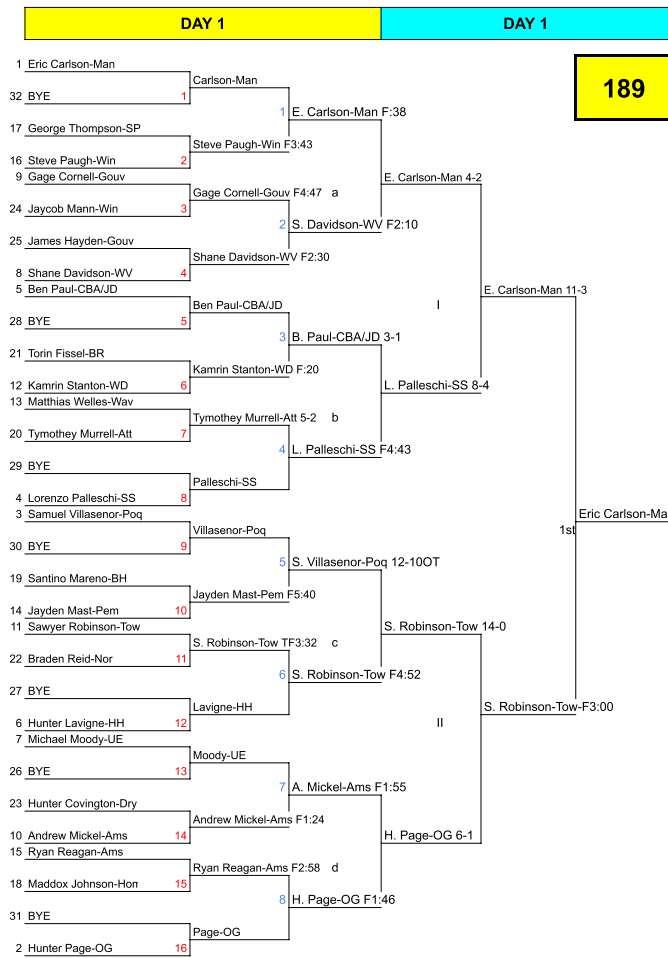 DAY 1
DAY 1
189
1 Eric Carlson-Man
Carlson-Man
32 BYE 1
1 E. Carlson-Man F:38
17 George Thompson-SP
Steve Paugh-Win F3:43
16 Steve Paugh-Win 2
E. Carlson-Man 4-2
9 Gage Cornell-Gouv
Gage Cornell-Gouv F4:47 a
24 Jaycob Mann-Win 3
2 S. Davidson-WV F2:10
25 James Hayden-Gouv
Shane Davidson-WV F2:30
8 Shane Davidson-WV 4
E. Carlson-Man 11-3
5 Ben Paul-CBA/JD
Ben Paul-CBA/JD I
28 BYE 5
3 B. Paul-CBA/JD 3-1
21 Torin Fissel-BR
Kamrin Stanton-WD F:20
12 Kamrin Stanton-WD 6
L. Palleschi-SS 8-4
13 Matthias Welles-Wav
Tymothey Murrell-Att 5-2 b
20 Tymothey Murrell-Att 7
4 L. Palleschi-SS F4:43
29 BYE
Palleschi-SS
4 Lorenzo Palleschi-SS 8
3 Samuel Villasenor-Poq
Eric Carlson-Ma
Villasenor-Poq
1st
30 BYE 9
5 S. Villasenor-Poq 12-10OT
19 Santino Mareno-BH
Jayden Mast-Pem F5:40
14 Jayden Mast-Pem 10
S. Robinson-Tow 14-0
11 Sawyer Robinson-Tow
S. Robinson-Tow TF3:32 c
22 Braden Reid-Nor 11
6 S. Robinson-Tow F4:52
27 BYE
Lavigne-HH
S. Robinson-Tow-F3:00
6 Hunter Lavigne-HH 12
II
7 Michael Moody-UE
Moody-UE
26 BYE 13
7 A. Mickel-Ams F1:55
23 Hunter Covington-Dry
Andrew Mickel-Ams F1:24
10 Andrew Mickel-Ams 14
H. Page-OG 6-1
15 Ryan Reagan-Ams
Ryan Reagan-Ams F2:58 d
18 Maddox Johnson-Hon 15
8 H. Page-OG F1:46
31 BYE
Page-OG
2 Hunter Page-OG 16